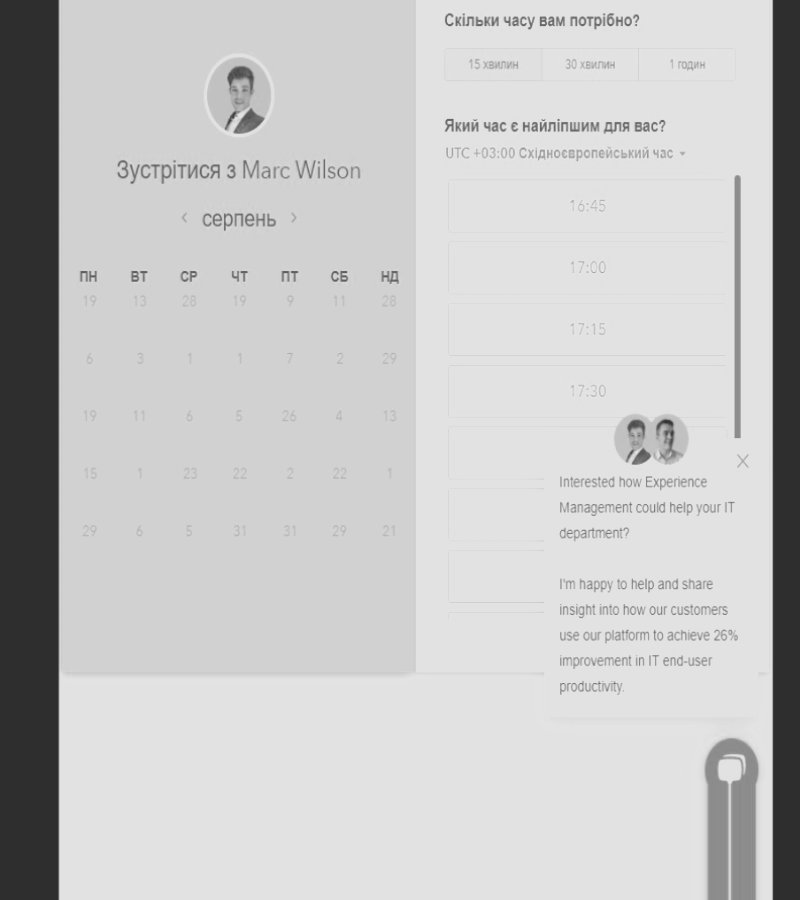 Зустрітися з Marc Wilson
‹ серпень ›
ПН ВТ СР ЧТ ПТ СБ НД
19 13 28 19 9 11 28
6 3 1 1 7 2 29
19 11 6 5 26 4 13
15 1 23 22 2 22 1
29 6 5 31 31 29 21
Скільки часу вам потрібно?
15 хвилин 30 хвилин 1 годин
Який час є найліпшим для вас?
UTC +03:00 Східноєвропейський час
16:45
17:00
17:15
17:30
X
Interested how Experience
Management could help your IT
department?
I'm happy to help and share
insight into how our customers
use our platform to achieve 26%
improvement in IT end-user
productivity.